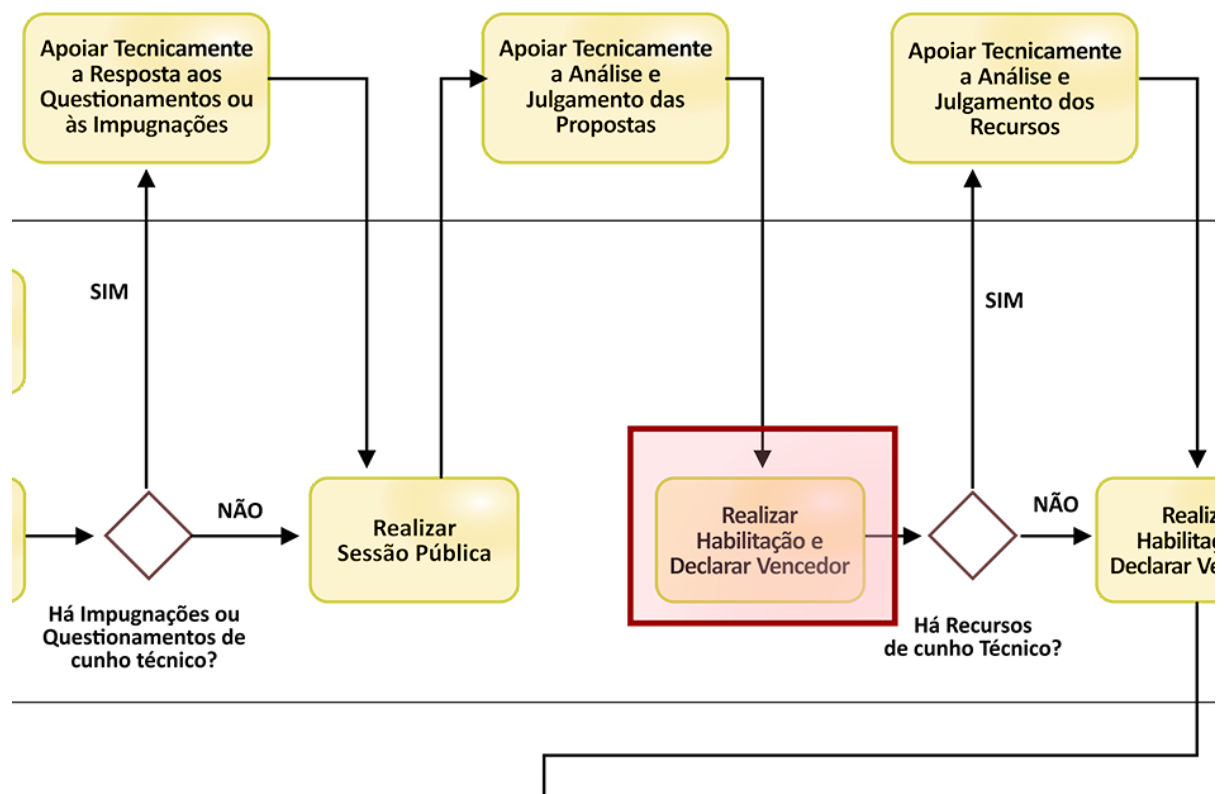 Apoiar Tecnicamente
a Resposta aos
Questionamentos ou
às Impugnações
Apoiar Tecnicamente
a Análise e
Julgamento das
Propostas
Apoiar Tecnicamente
a Análise e
Julgamento dos
Recursos
SIM
SIM
NÃO
Realizar
Sessão Pública
Realizar
Habilitação e
Declarar Vencedor
NÃO
Há Impugnações ou
Questionamentos de
cunho técnico?
Há Recursos
de cunho Técnico?
Declarar